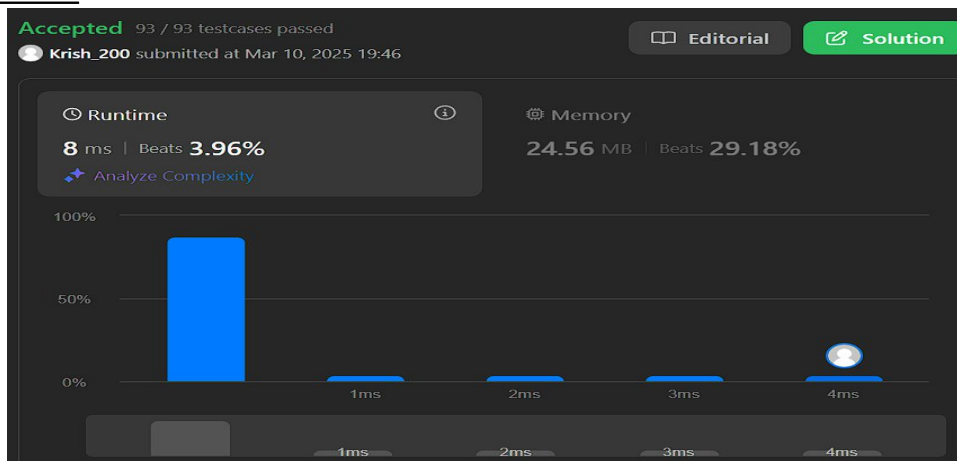 Accepted 93 / 93 testcases passed
Editorial
Solution
Krish_200 submitted at Mar 10, 2025 19:46
Runtime
8 ms | Beats 3.96%
Analyze Complexity
Memory
24.56 MB | Beats 29.18%
100%
50%
0%
1ms 2ms 3ms 4ms
1ms 2ms 3ms 4ms